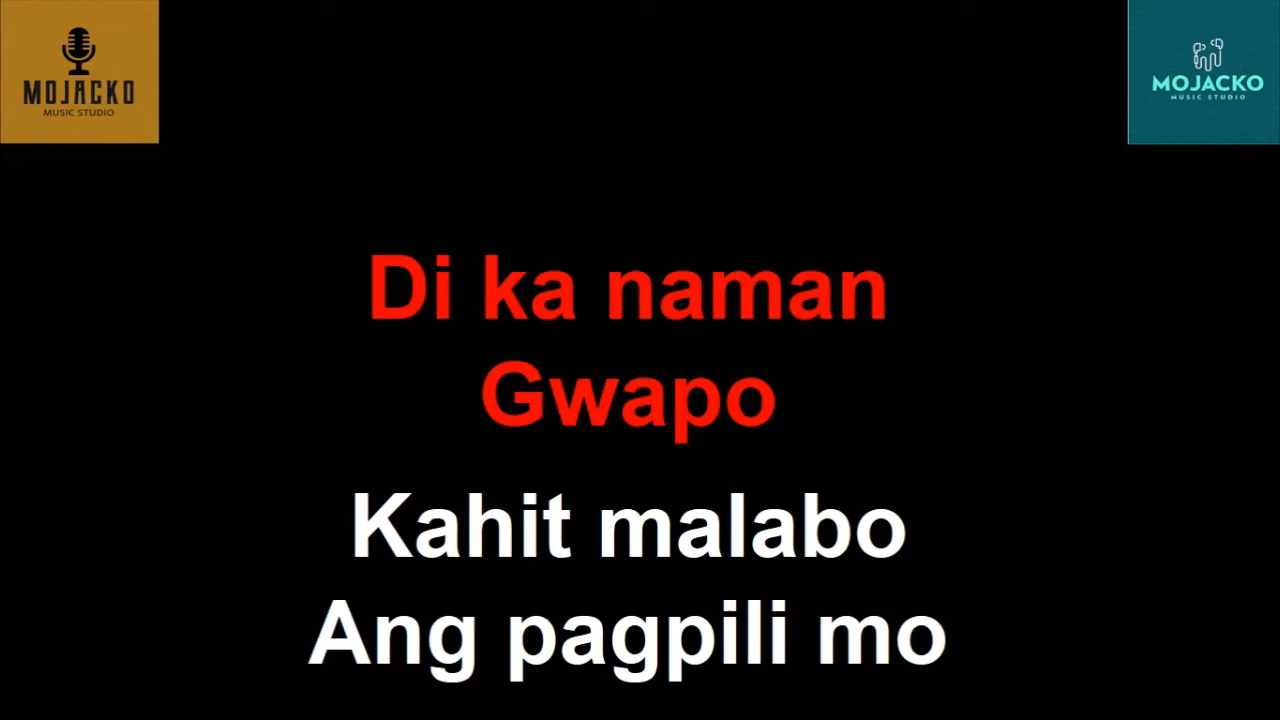 MOJACKO
MUSIC STUDIO
MOJACKO
MUSIC STUDIO
Di ka naman
Gwapo
Kahit malabo
Ang pagpili mo